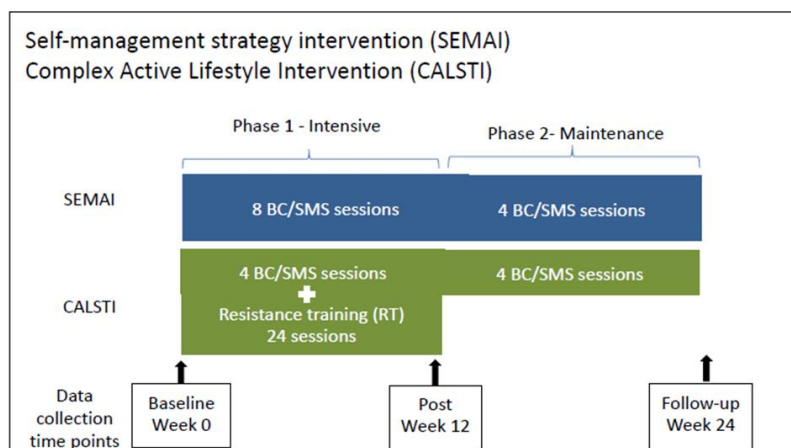 Self-management strategy intervention (SEMAI)
Complex Active Lifestyle Intervention (CALSTI)
Phase 1 - Intensive
Phase 2- Maintenance
SEMAI
8 BC/SMS sessions
4 BC/SMS sessions
CALSTI
4 BC/SMS sessions
4 BC/SMS sessions
Resistance training (RT)
24 sessions
Data
collection
time points
Baseline
Week 0
Post
Week 12
Follow-up
Week 24